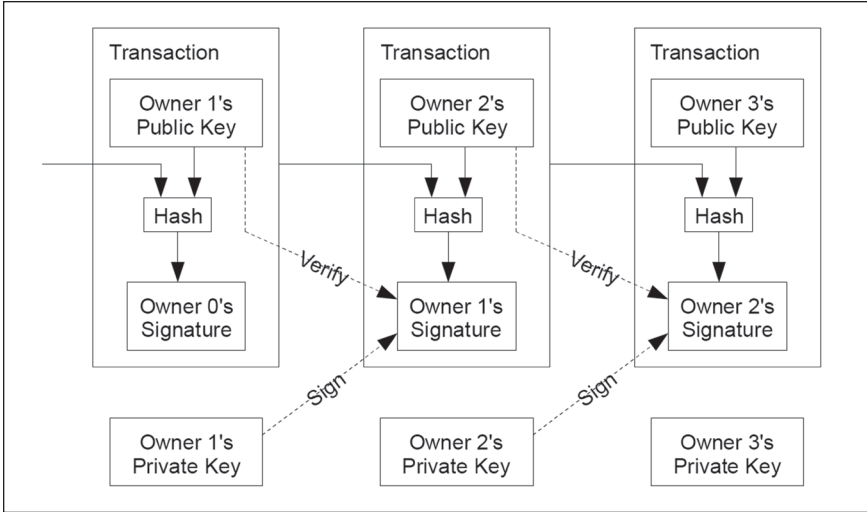 Transaction
Owner 1's
Public Key
Hash
Verify
Owner 0's
Signature
Transaction
Owner 2's
Public Key
Hash
Verify
Owner 1's
Signature
Transaction
Owner 3's
Public Key
Hash
Owner 2's
Signature
Sign
Sign
Owner 1's
Private Key
Owner 2's
Private Key
Owner 3's
Private Key